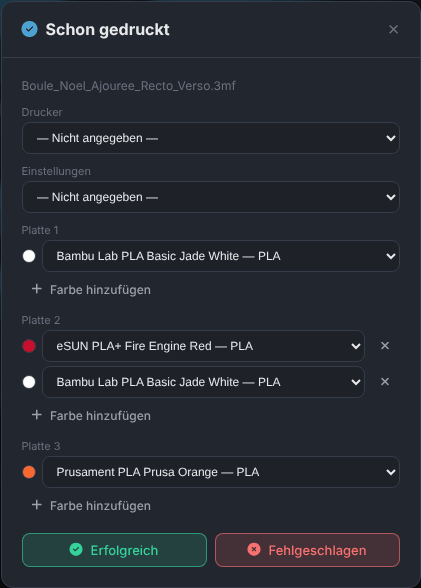 Schon gedruckt
Boule_Noel_Ajouree_Recto_Verso.3mf
Drucker
— Nicht angegeben —
Einstellungen
— Nicht angegeben —
Platte 1
Bambu Lab PLA Basic Jade White — PLA
+ Farbe hinzufügen
Platte 2
eSUN PLA+ Fire Engine Red — PLA
Bambu Lab PLA Basic Jade White — PLA
+ Farbe hinzufügen
Platte 3
Prusament PLA Prusa Orange — PLA
+ Farbe hinzufügen
Erfolgreich
Fehlgeschlagen